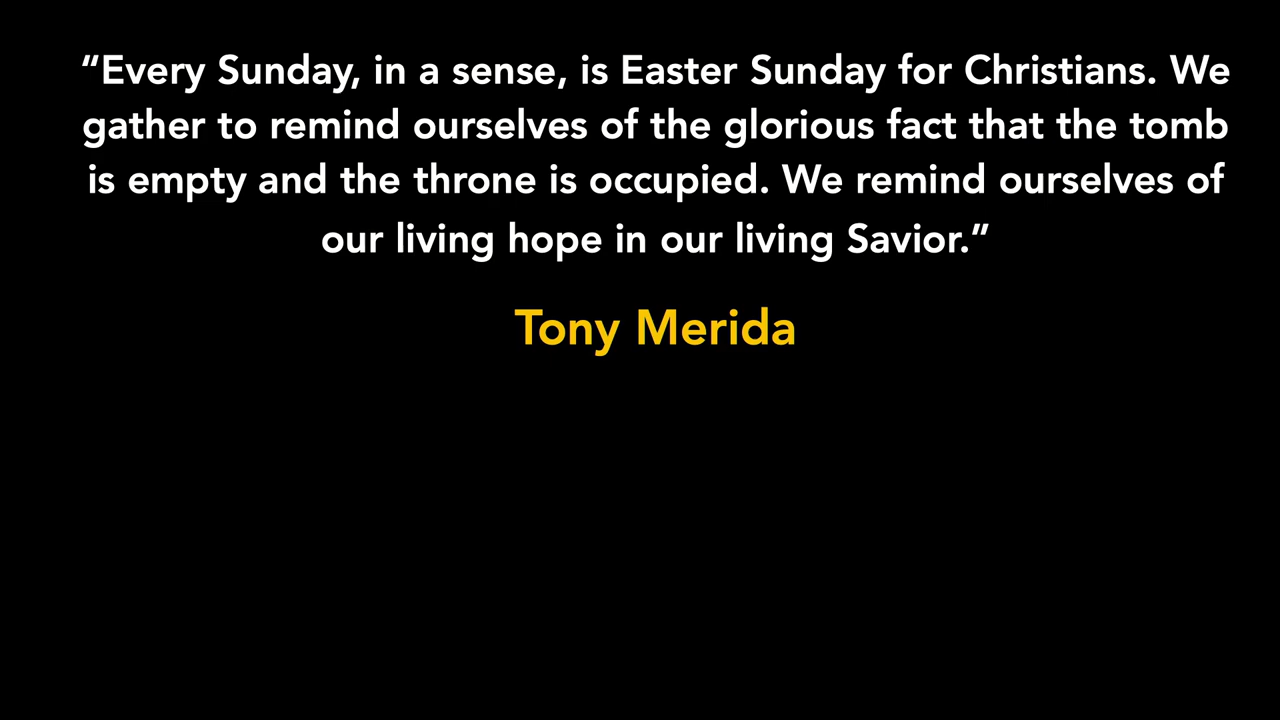 “Every Sunday, in a sense, is Easter Sunday for Christians. We
gather to remind ourselves of the glorious fact that the tomb
is empty and the throne is occupied. We remind ourselves of
our living hope in our living Savior.”
Tony Merida